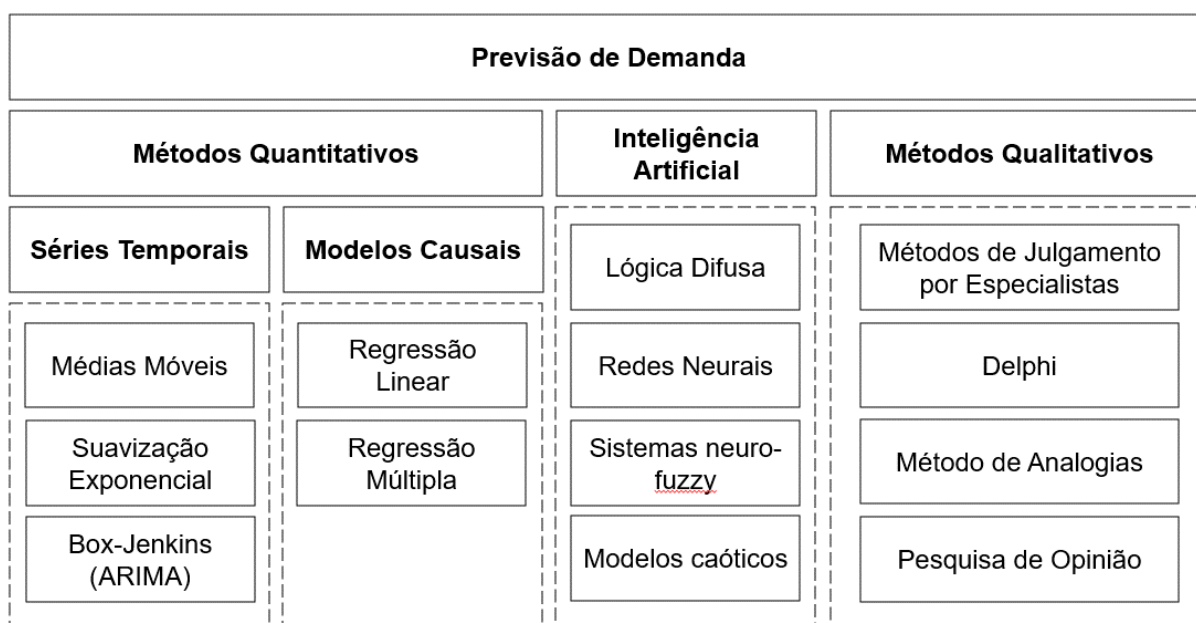 Previsão de Demanda
Métodos Quantitativos
Inteligência
Artificial
Métodos Qualitativos
Séries Temporais
Modelos Causais
Médias Móveis
Suavização
Exponencial
Box-Jenkins
(ARIMA)
Regressão
Linear
Regressão
Múltipla
Lógica Difusa
Redes Neurais
Sistemas neuro-
fuzzy
Modelos caóticos
Métodos de Julgamento
por Especialistas
Delphi
Método de Analogias
Pesquisa de Opinião